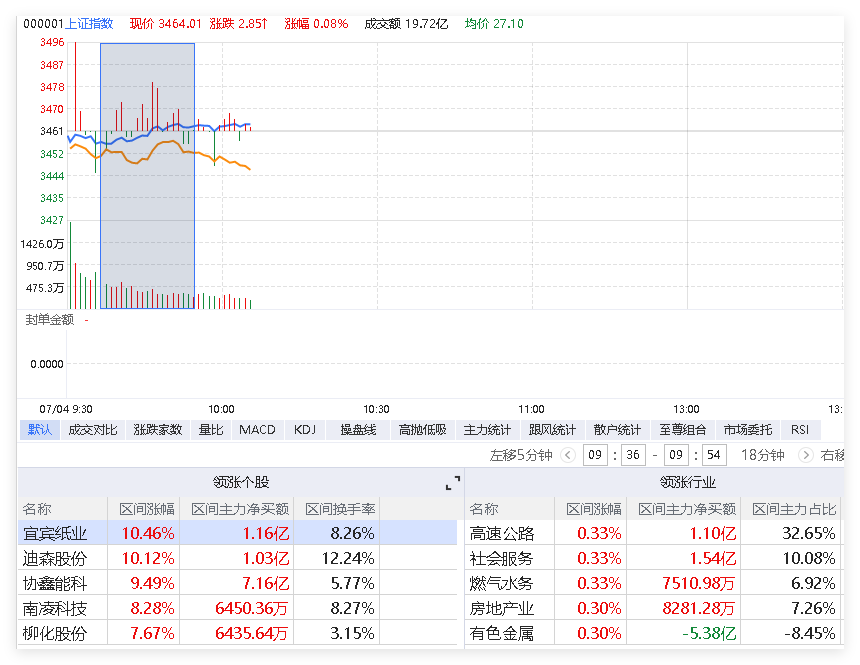 000001上证指数 现价 3464.01 涨跌 2.85↑ 涨幅 0.08% 成交额 19.72亿 均价 27.10
3496
3487
3478
3470
3461
3452
3444
3435
3427
1426.0万
950.7万
475.3万
封单金额 -
0.0000
07/04 9:30 10:00 10:30 11:00 13:00 13:
默认 成交对比 涨跌家数 量比 MACD KDJ 操盘线 高抛低吸 主力统计 跟风统计 散户统计 至尊组合 市场委托 RSI
左移5分钟 09 : 36 - 09 : 54 18分钟 右移
领涨个股 领涨行业
名称 区间涨幅 区间主力净买额 区间换手率 名称 区间涨幅 区间主力净买额 区间主力占比
宜宾纸业 10.46% 1.16亿 8.26% 高速公路 0.33% 1.10亿 32.65%
迪森股份 10.12% 1.03亿 12.24% 社会服务 0.33% 1.54亿 10.08%
协鑫能科 9.49% 7.16亿 5.77% 燃气水务 0.33% 7510.98万 6.92%
南凌科技 8.28% 6450.36万 8.27% 房地产业 0.30% 8281.28万 7.26%
柳化股份 7.67% 6435.64万 3.15% 有色金属 0.30% -5.38亿 -8.45%